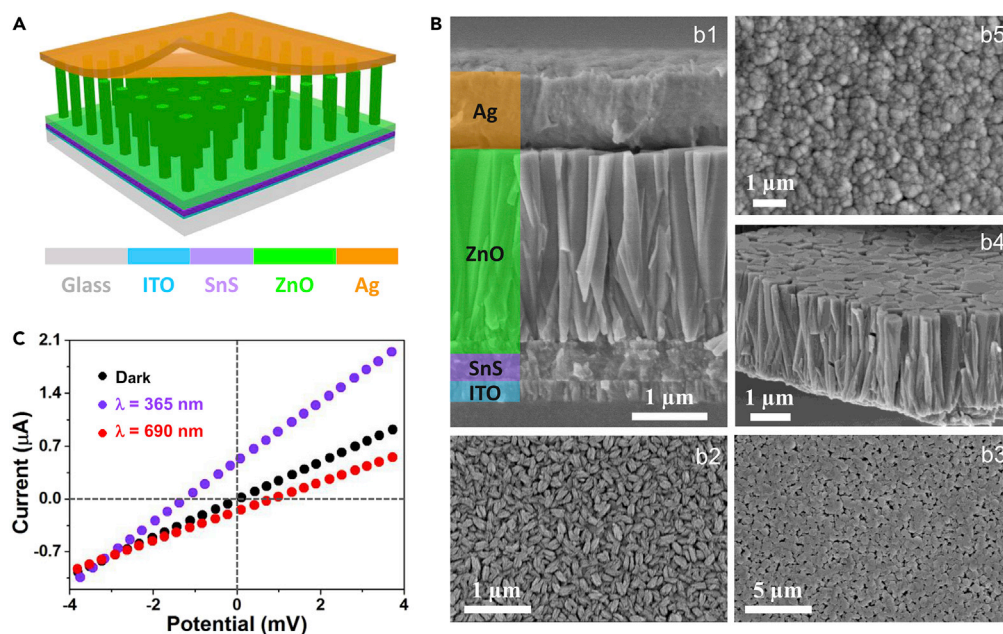 A
Glass ITO SnS ZnO Ag
B
b1
Ag
ZnO
SnS
ITO
1 µm
b5
1 µm
b4
1 µm
b2
1 µm
b3
5 µm
C
2.1
1.4
0.7
0.0
-0.7
-4 -2 0 2 4
Current (µA)
Potential (mV)
Dark
λ = 365 nm
λ = 690 nm